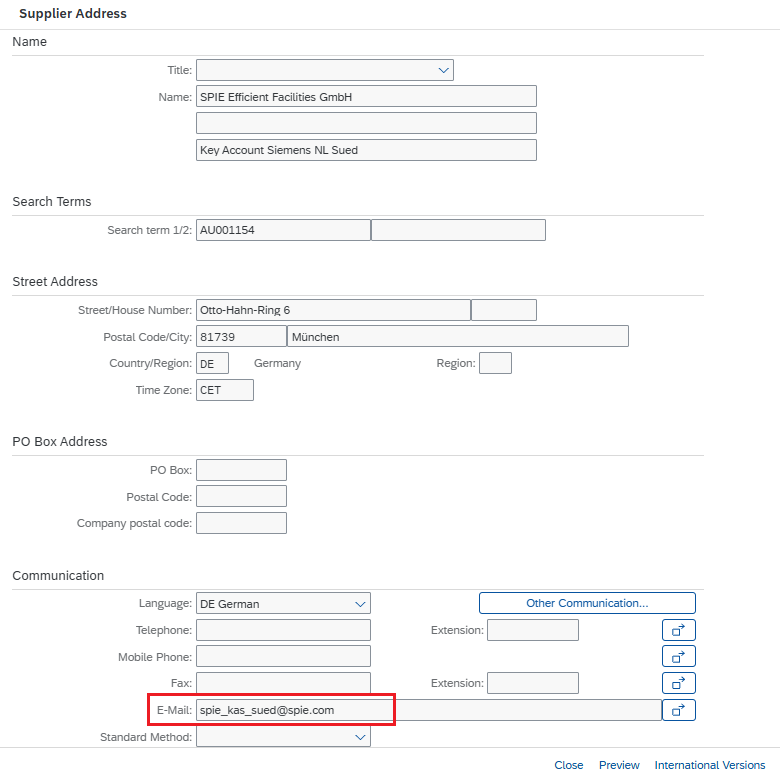 Supplier Address
Name
Title:
Name: SPIE Efficient Facilities GmbH
Key Account Siemens NL Sued
Search Terms
Search term 1/2: AU001154
Street Address
Street/House Number: Otto-Hahn-Ring 6
Postal Code/City: 81739 München
Country/Region: DE Germany Region:
Time Zone: CET
PO Box Address
PO Box:
Postal Code:
Company postal code:
Communication
Language: DE German Other Communication...
Telephone: Extension:
Mobile Phone:
Fax: Extension:
E-Mail: spie_kas_sued@spie.com
Standard Method:
Close Preview International Versions